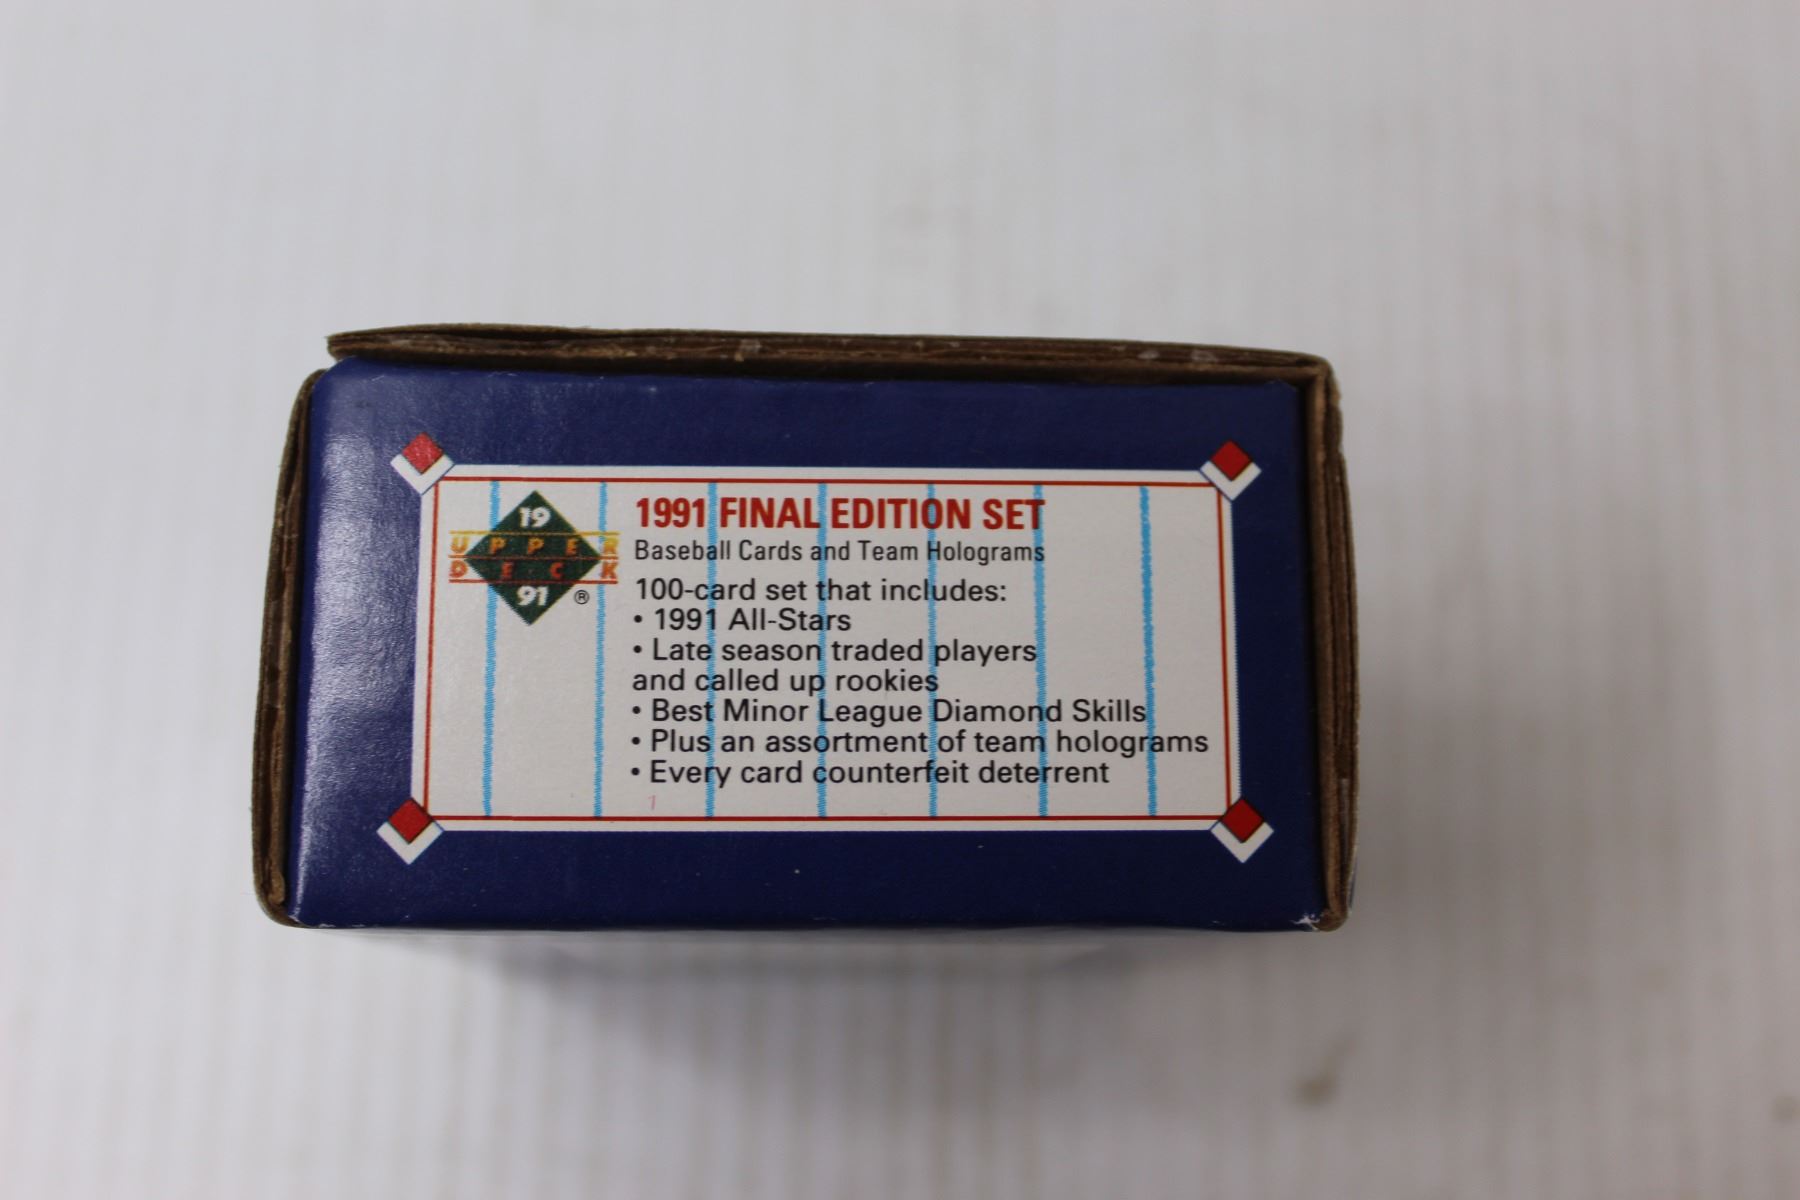 19
UPPER
DECK
91 ®
1991 FINAL EDITION SET
Baseball Cards and Team Holograms
100-card set that includes:
• 1991 All-Stars
• Late season traded players
and called up rookies
• Best Minor League Diamond Skills
• Plus an assortment of team holograms
• Every card counterfeit deterrent
1